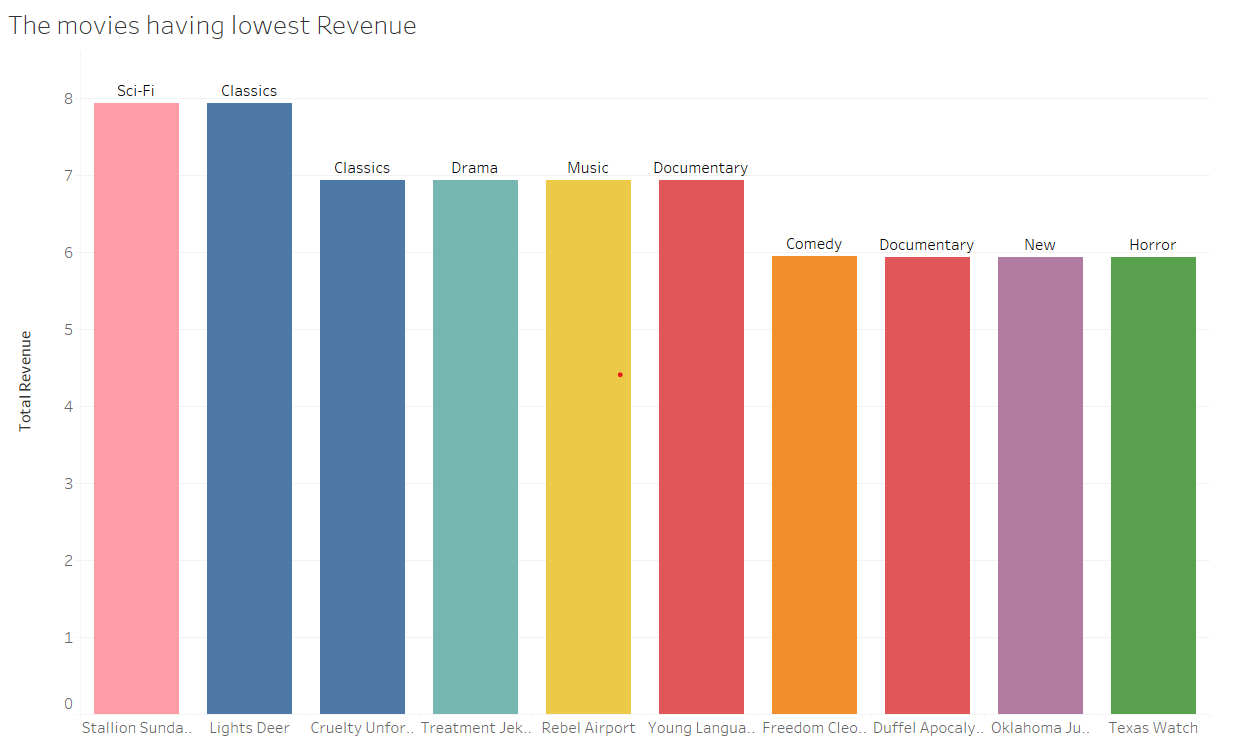 The movies having lowest Revenue
Sci-Fi
Classics
Classics
Drama
Music
Documentary
Comedy
Documentary
New
Horror
8
7
6
5
4
3
2
1
0
Total Revenue
Stallion Sunda..
Lights Deer
Cruelty Unfor..
Treatment Jek..
Rebel Airport
Young Langua..
Freedom Cleo..
Duffel Apocaly..
Oklahoma Ju..
Texas Watch